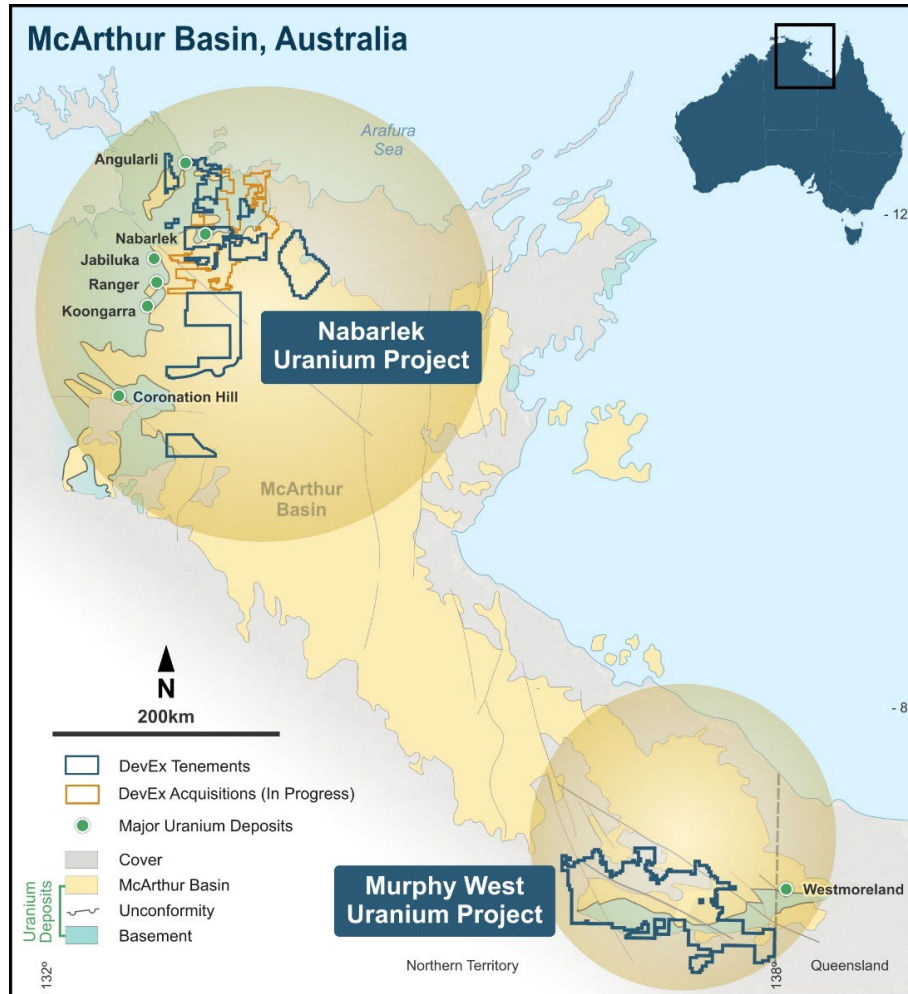 McArthur Basin, Australia
Arafura
Sea
Angularli
- 12
Nabarlek
Jabiluka
Ranger
Koongarra
Nabarlek
Uranium Project
Coronation Hill
McArthur
Basin
N
200km
- 8
DevEx Tenements
DevEx Acquisitions (In Progress)
Major Uranium Deposits
Cover
McArthur Basin
Unconformity
Basement
Uranium
Deposits
Murphy West
Uranium Project
Westmoreland
132º
Northern Territory
138º
Queensland